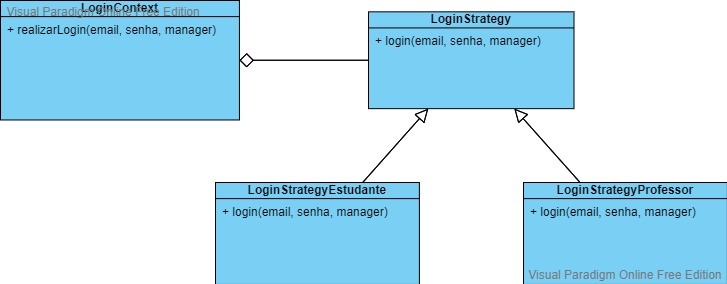 LoginContext
Visual Paradigm Online Free Edition
+ realizarLogin(email, senha, manager)
LoginStrategy
+ login(email, senha, manager)
LoginStrategyEstudante
+ login(email, senha, manager)
LoginStrategyProfessor
+ login(email, senha, manager)
Visual Paradigm Online Free Edition